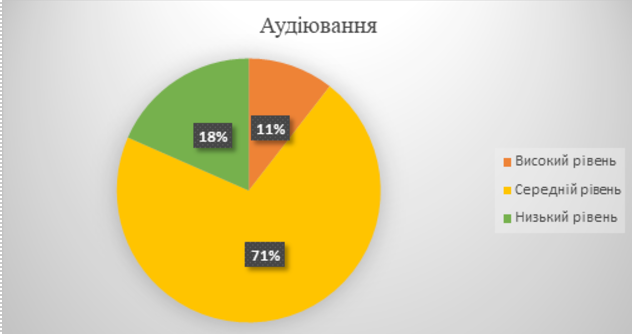 Аудіювання
11%
18%
71%
Високий рівень
Середній рівень
Низький рівень